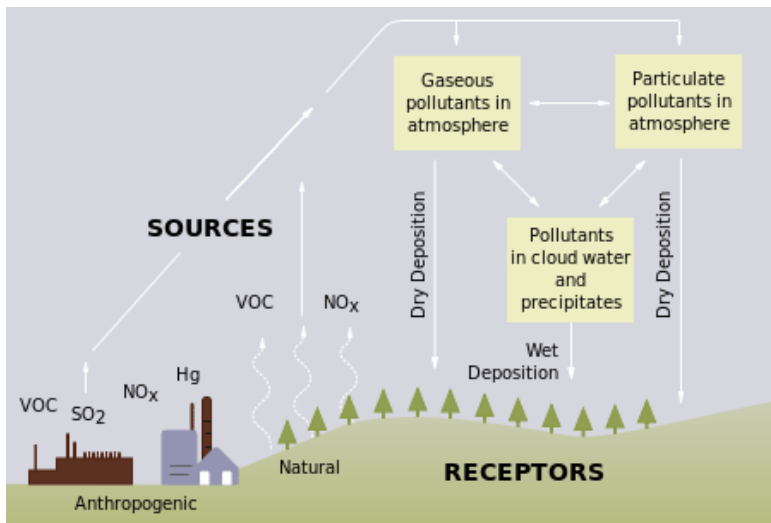 Gaseous
pollutants in
atmosphere
Particulate
pollutants in
atmosphere
SOURCES
Dry Deposition
Pollutants
in cloud water
and
precipitates
Dry Deposition
VOC
NOx
Wet
Deposition
VOC
SO2
NOx
Hg
Natural
RECEPTORS
Anthropogenic